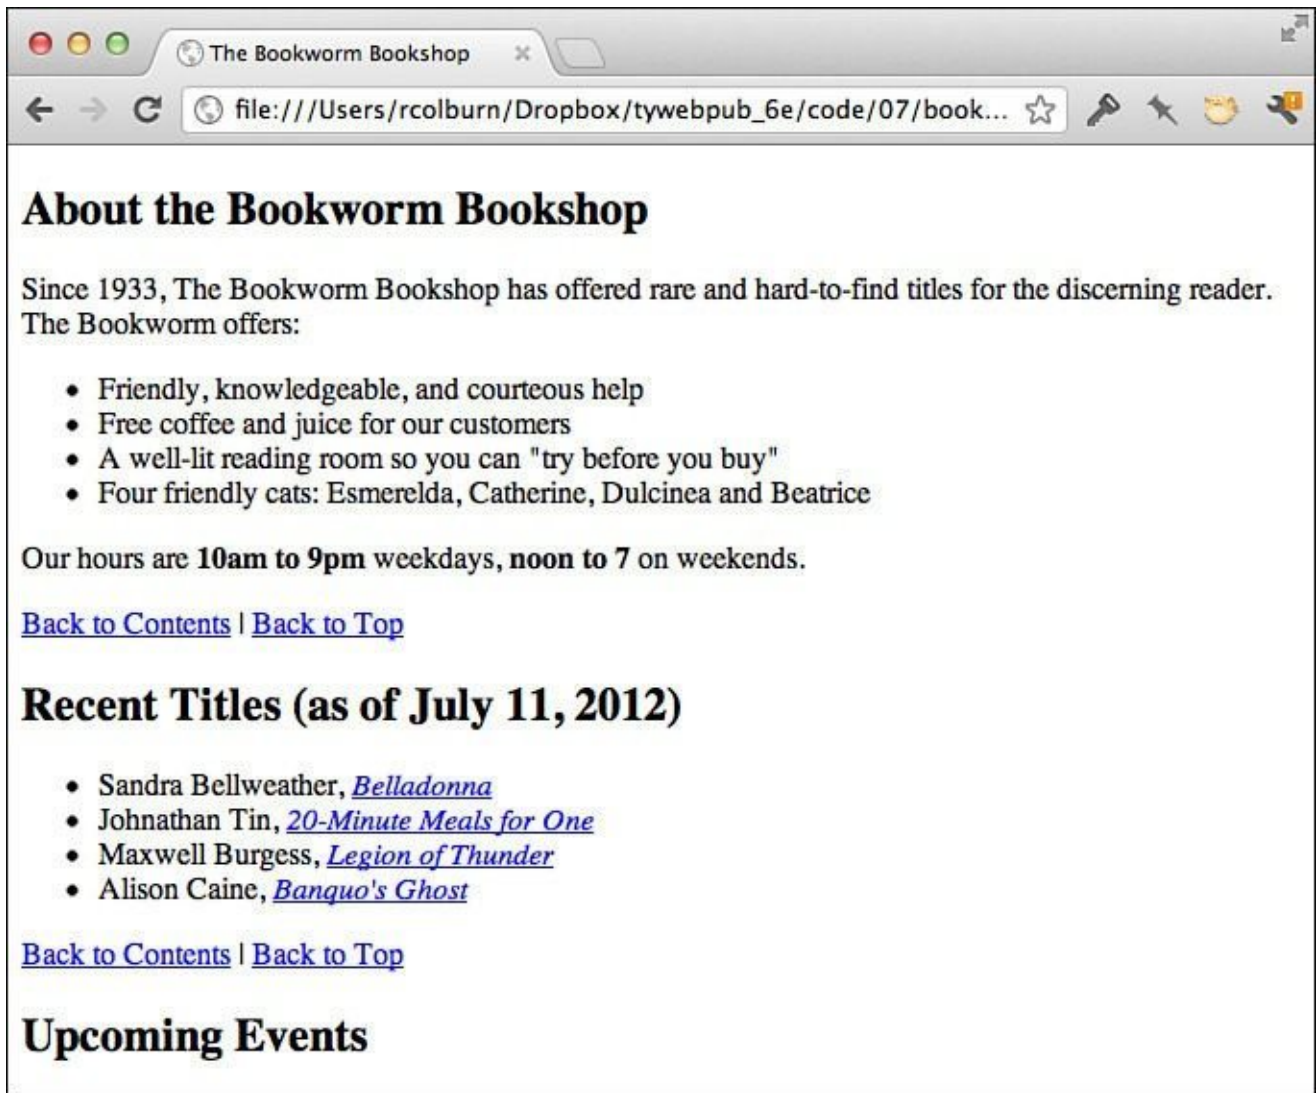 The Bookworm Bookshop
file:///Users/rcolburn/Dropbox/tywebpub_6e/code/07/book...
About the Bookworm Bookshop
Since 1933, The Bookworm Bookshop has offered rare and hard-to-find titles for the discerning reader.
The Bookworm offers:
• Friendly, knowledgeable, and courteous help
• Free coffee and juice for our customers
• A well-lit reading room so you can "try before you buy"
• Four friendly cats: Esmerelda, Catherine, Dulcinea and Beatrice
Our hours are 10am to 9pm weekdays, noon to 7 on weekends.
Back to Contents | Back to Top
Recent Titles (as of July 11, 2012)
• Sandra Bellweather, Belladonna
• Johnathan Tin, 20-Minute Meals for One
• Maxwell Burgess, Legion of Thunder
• Alison Caine, Banquo's Ghost
Back to Contents | Back to Top
Upcoming Events